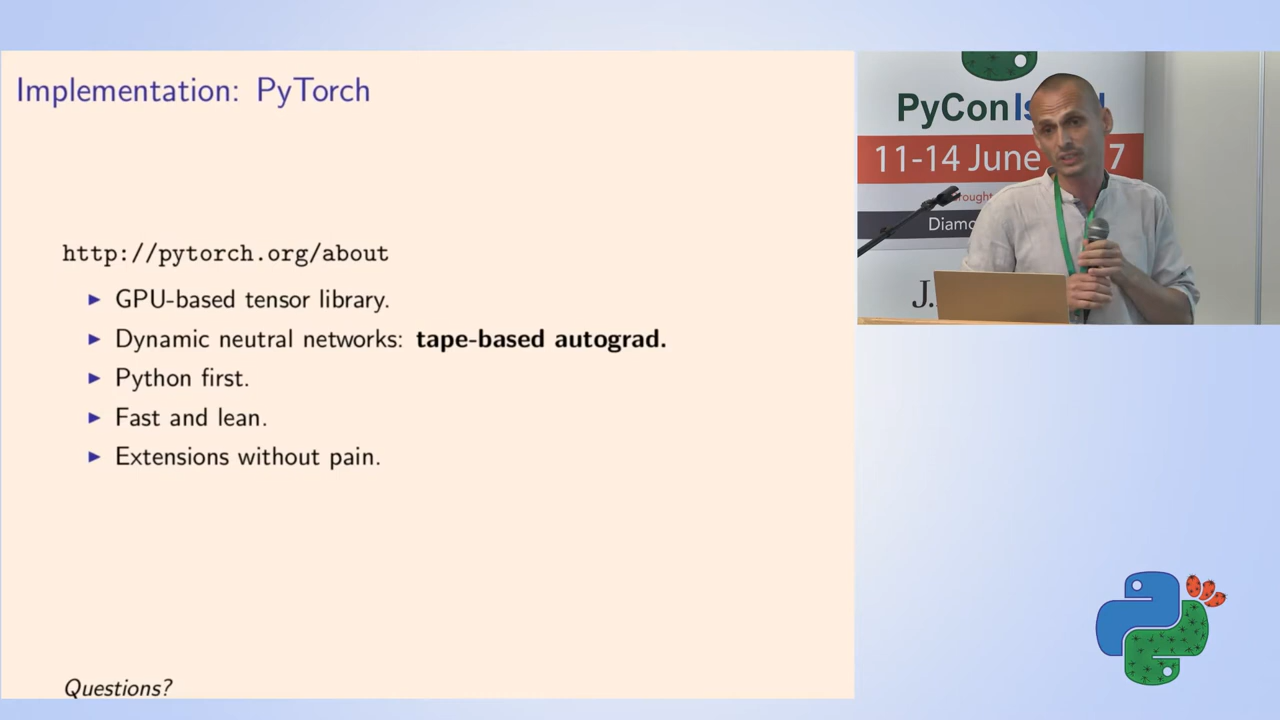 Implementation: PyTorch
http://pytorch.org/about
▶ GPU-based tensor library.
▶ Dynamic neutral networks: tape-based autograd.
▶ Python first.
▶ Fast and lean.
▶ Extensions without pain.
Questions?
PyCon
11-14 June 7
J.